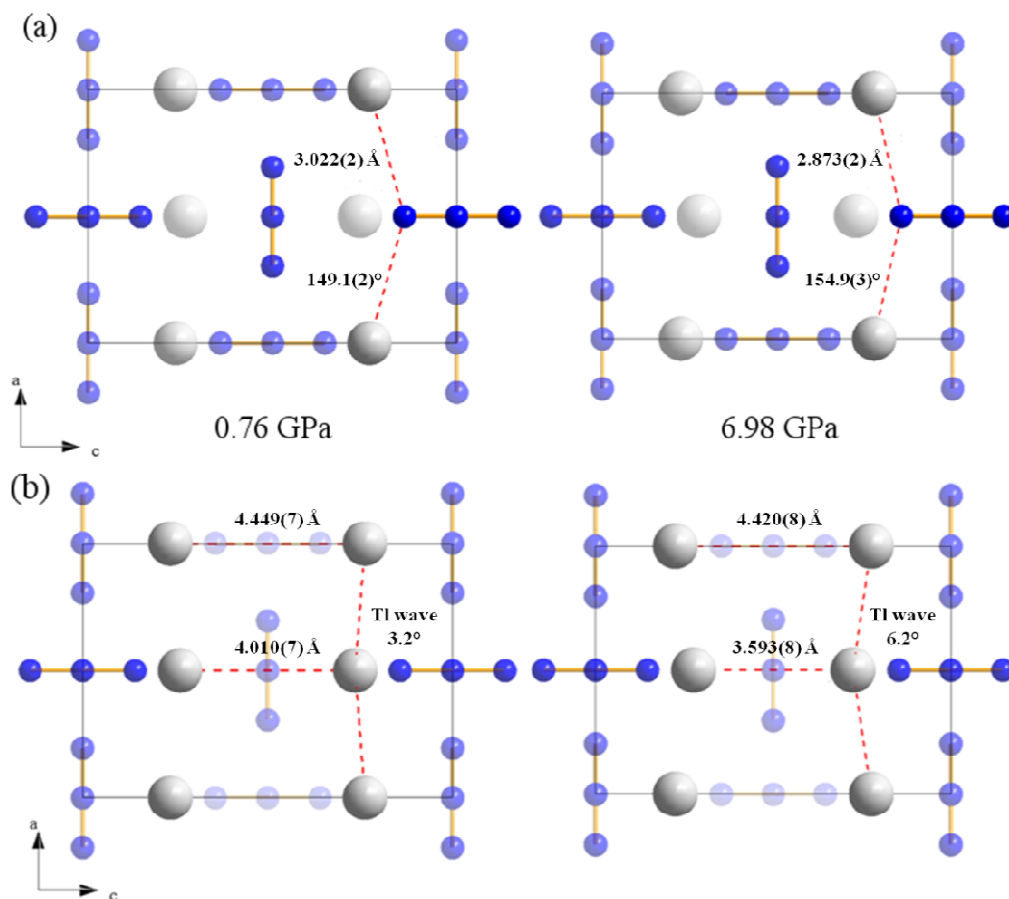 (a)
3.022(2) Å
2.873(2) Å
149.1(2)°
154.9(3)°
a
c
0.76 GPa
6.98 GPa
(b)
4.449(7) Å
4.420(8) Å
Tl wave
3.2°
Tl wave
6.2°
4.010(7) Å
3.593(8) Å
a
c